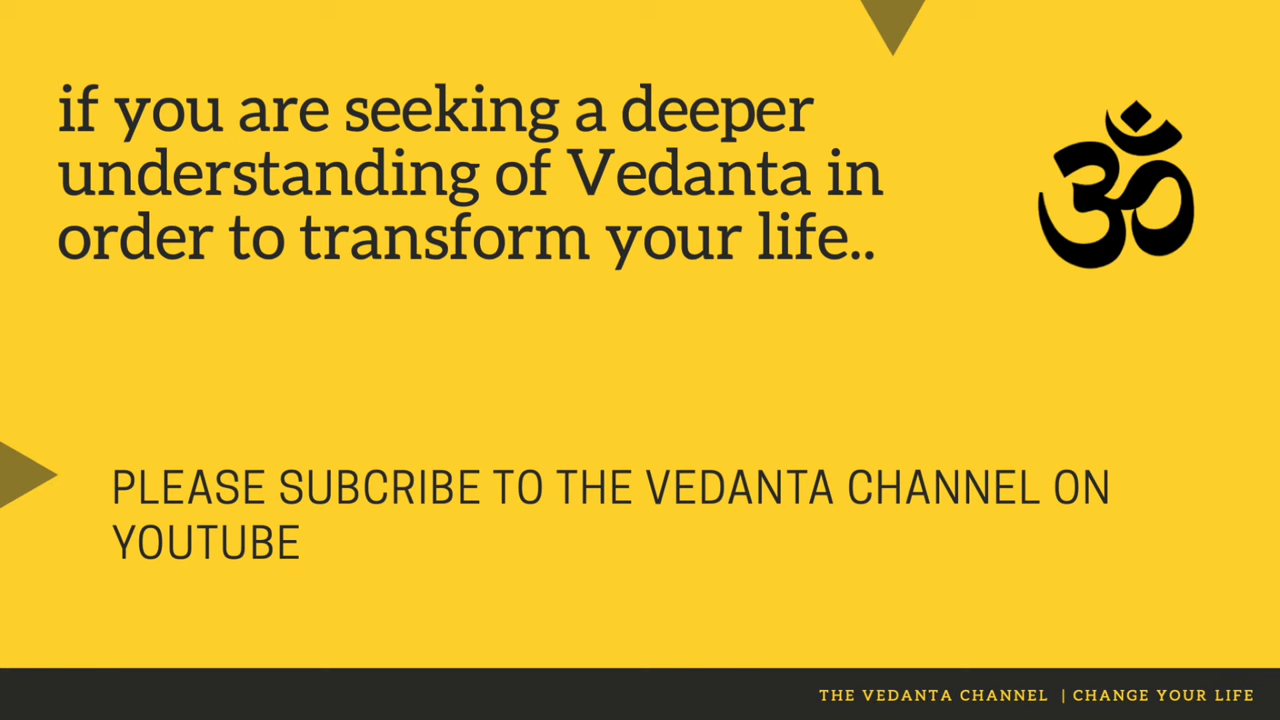 if you are seeking a deeper
understanding of Vedanta in
order to transform your life..
ॐ
PLEASE SUBCRIBE TO THE VEDANTA CHANNEL ON
YOUTUBE
THE VEDANTA CHANNEL | CHANGE YOUR LIFE